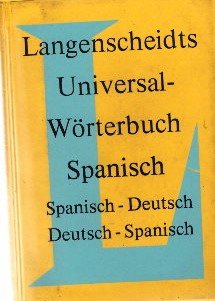 Langenscheidts
Universal-
Wörterbuch
Spanisch
Spanisch - Deutsch
Deutsch - Spanisch